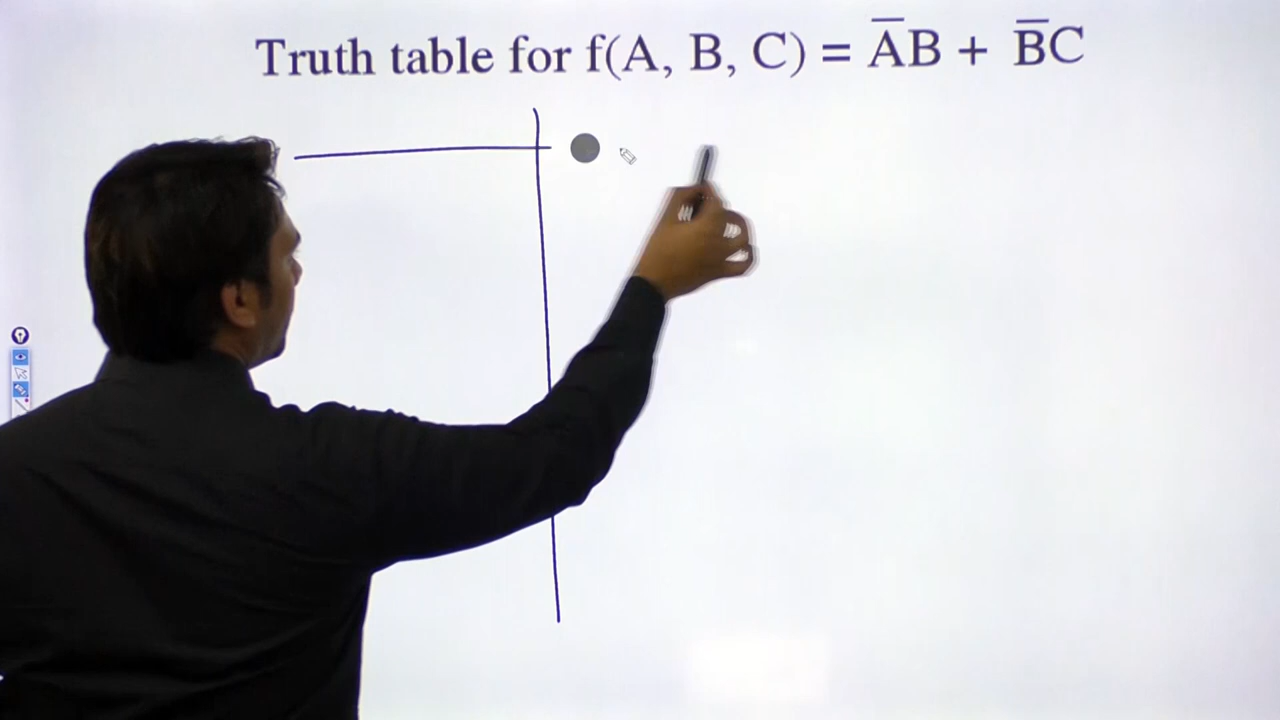 Truth table for f(A, B, C) = A̅B + B̅C